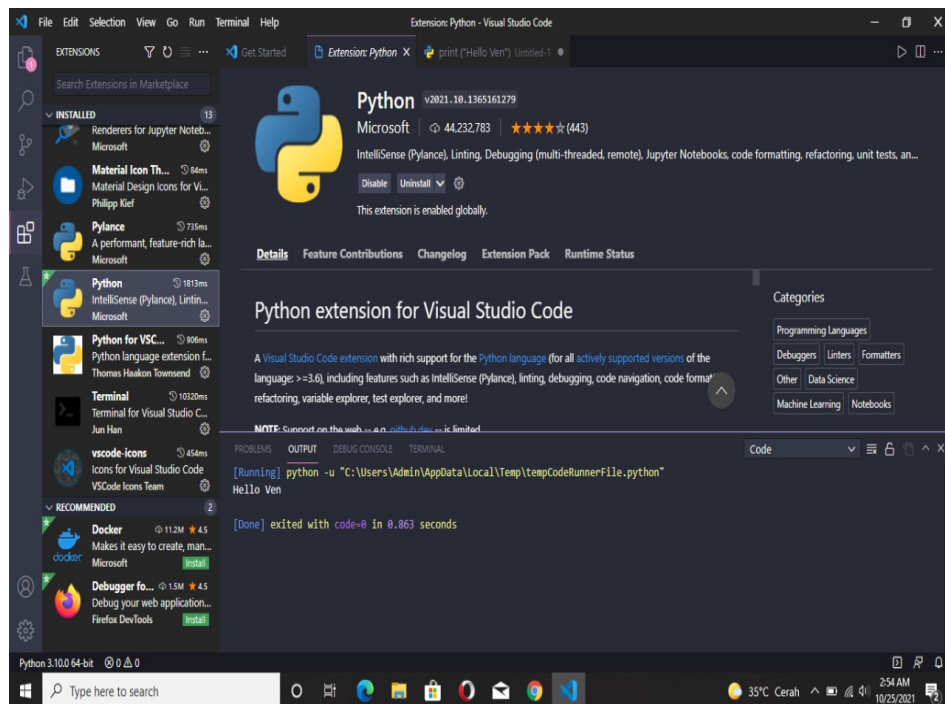 File Edit Selection View Go Run Terminal Help
Extension: Python - Visual Studio Code
EXTENSIONS
Get Started
Extension: Python
print ("Hello Ven") Untitled-1
1
Search Extensions in Marketplace
INSTALLED 13
Renderers for Jupyter Noteb...
Microsoft
Material Icon Th... 84ms
Material Design Icons for Vi...
Philipp Kief
Pylance 735ms
A performant, feature-rich la...
Microsoft
Python 1813ms
IntelliSense (Pylance), Lintin...
Microsoft
Python for VSC... 906ms
Python language extension f...
Thomas Haakon Townsend
Terminal 10320ms
Terminal for Visual Studio C...
Jun Han
vscode-icons 454ms
Icons for Visual Studio Code
VSCode Icons Team
RECOMMENDED 2
Docker 11.2M 4.5
Makes it easy to create, man...
docker
Microsoft Install
Debugger fo... 1.5M 4.5
Debug your web application...
Firefox DevTools Install
Python v2021.10.1365161279
Microsoft 44,232,783 (443)
IntelliSense (Pylance), Linting, Debugging (multi-threaded, remote), Jupyter Notebooks, code formatting, refactoring, unit tests, an...
Disable Uninstall
This extension is enabled globally.
Details Feature Contributions Changelog Extension Pack Runtime Status
Python extension for Visual Studio Code
A Visual Studio Code extension with rich support for the Python language (for all actively supported versions of the
language: >=3.6), including features such as IntelliSense (Pylance), linting, debugging, code navigation, code format
refactoring, variable explorer, test explorer, and more!
NOTE: Support on the web -- e.g. github.dev -- is limited
Categories
Programming Languages
Debuggers Linters Formatters
Other Data Science
Machine Learning Notebooks
PROBLEMS OUTPUT DEBUG CONSOLE TERMINAL
Code
[Running] python -u "C:\Users\Admin\AppData\Local\Temp\tempCodeRunnerFile.python"
Hello Ven
[Done] exited with code=0 in 0.863 seconds
Python 3.10.0 64-bit 0 0
Type here to search
35°C Cerah
2:54 AM
10/25/2021
2